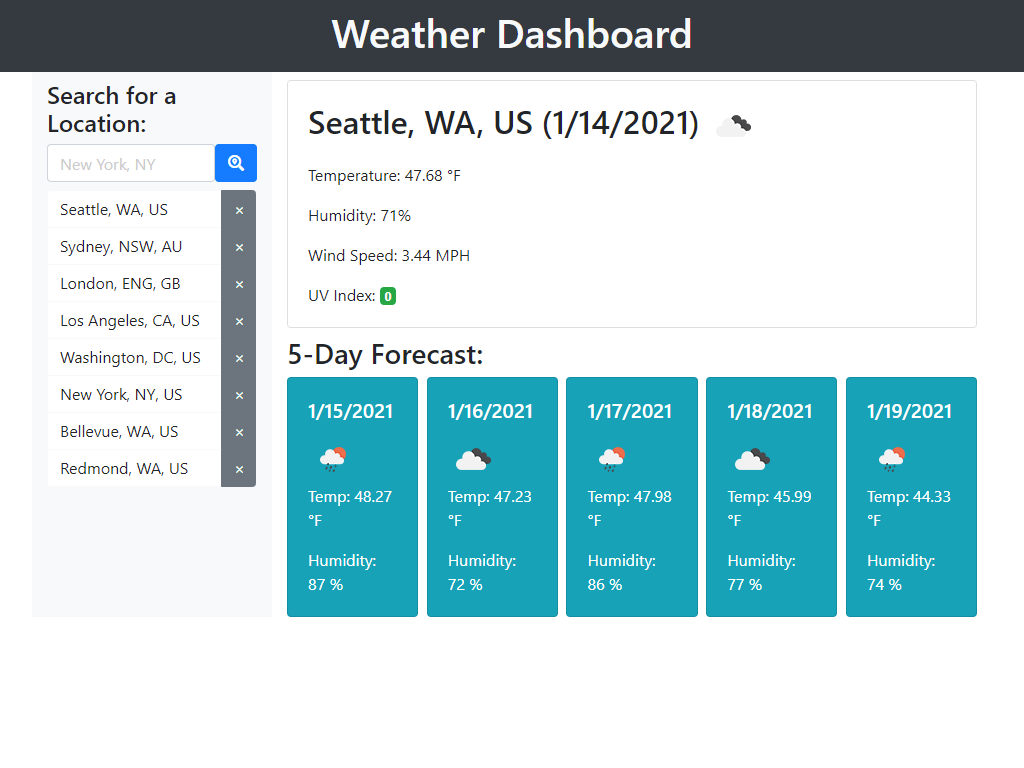 Weather Dashboard
Search for a
Location:
New York, NY
Seattle, WA, US ×
Sydney, NSW, AU ×
London, ENG, GB ×
Los Angeles, CA, US ×
Washington, DC, US ×
New York, NY, US ×
Bellevue, WA, US ×
Redmond, WA, US ×
Seattle, WA, US (1/14/2021)
Temperature: 47.68 °F
Humidity: 71%
Wind Speed: 3.44 MPH
UV Index: 0
5-Day Forecast:
1/15/2021
Temp: 48.27
°F
Humidity:
87 %
1/16/2021
Temp: 47.23
°F
Humidity:
72 %
1/17/2021
Temp: 47.98
°F
Humidity:
86 %
1/18/2021
Temp: 45.99
°F
Humidity:
77 %
1/19/2021
Temp: 44.33
°F
Humidity:
74 %